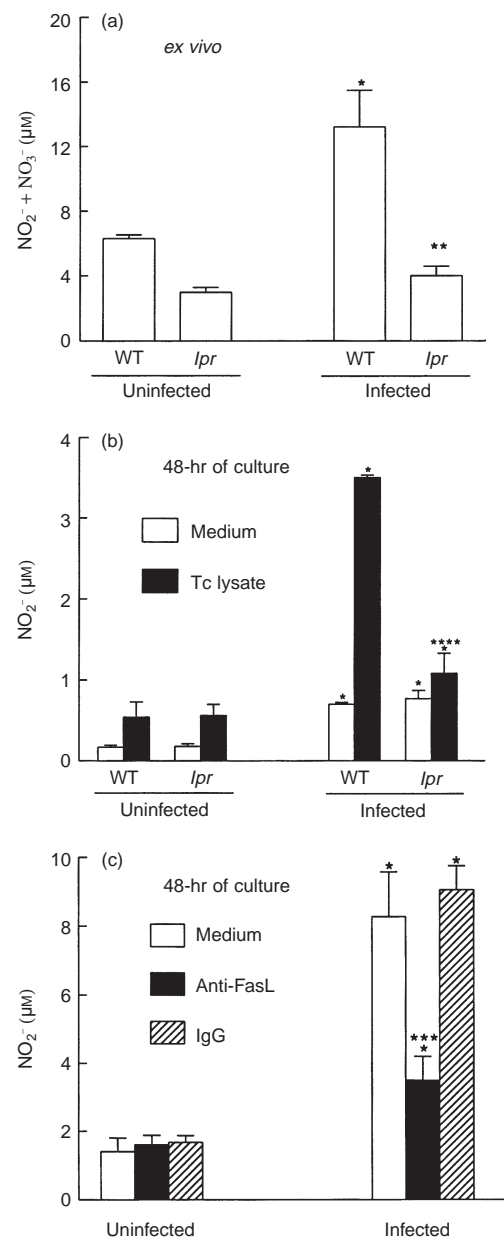 (a)
ex vivo
20
16
12
8
4
0
NO₂⁻ + NO₃⁻ (μM)
*
**
WT lpr WT lpr
Uninfected Infected
(b)
48-hr of culture
Medium
Tc lysate
4
3
2
1
0
NO₂⁻ (μM)
*
*
*
****
*
WT lpr WT lpr
Uninfected Infected
(c)
48-hr of culture
Medium
Anti-FasL
IgG
10
8
6
4
2
0
NO₂⁻ (μM)
*
***
*
*
Uninfected Infected